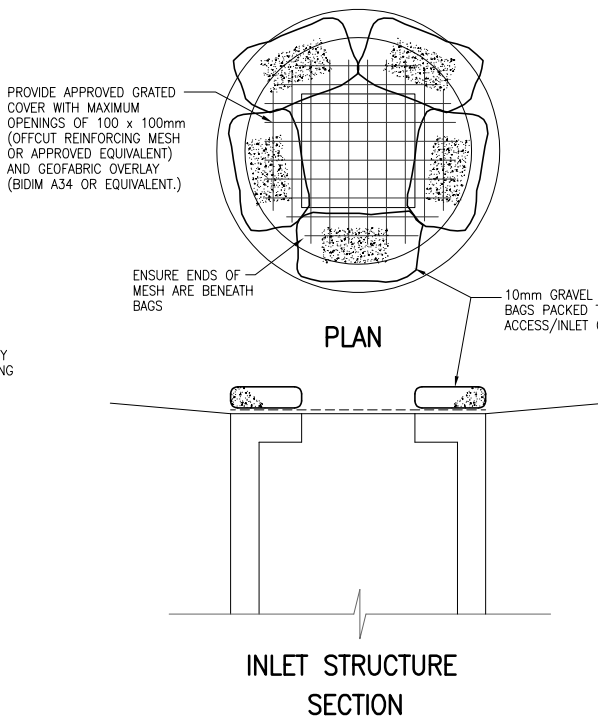 PROVIDE APPROVED GRATED
COVER WITH MAXIMUM
OPENINGS OF 100 x 100mm
(OFFCUT REINFORCING MESH
OR APPROVED EQUIVALENT)
AND GEOFABRIC OVERLAY
(BIDIM A34 OR EQUIVALENT.)
ENSURE ENDS OF
MESH ARE BENEATH
BAGS
10mm GRAVEL
BAGS PACKED
ACCESS/INLET
PLAN
INLET STRUCTURE
SECTION